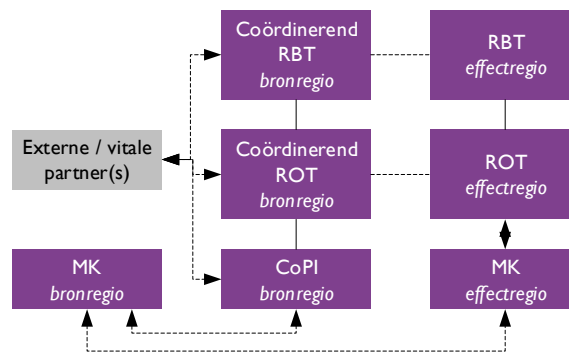 Coördinerend
RBT
bronregio
RBT
effectregio
Externe / vitale
partner(s)
Coördinerend
ROT
bronregio
ROT
effectregio
MK
bronregio
CoPI
bronregio
MK
effectregio